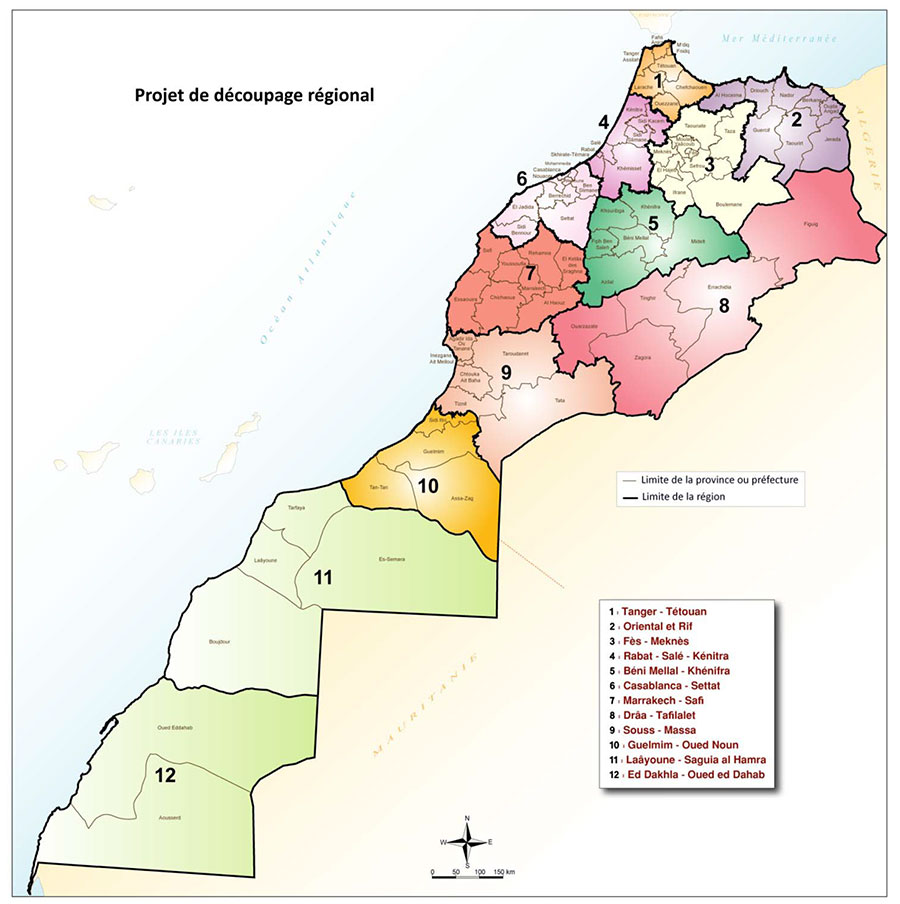 Projet de découpage régional
Mer Méditerranée
Océan Atlantique
ALGERIE
LES ILES
CANARIES
MAURITANIE
Tanger
Assilah
M'diq
Fnidq
Tétouan
1
Larache
Chefchaouen
Ouezzane
Al Hoceima
Driouch
Nador
Berkane
Oujda
Angad
2
Guercif
Taourirt
Jerada
4
Kénitra
Sidi Kacem
Sidi
Slimane
Salé
Rabat
Skhirate-Témara
Khémisset
Taounate
Taza
Moulay
Yaâcoub
Meknès
3
Sefrou
El Hajeb
Ifrane
Boulemane
6
Mohammedia
Casablanca
Nouaceur
Ben
Slimane
Berrechid
El Jadida
Settat
Sidi
Bennour
Khouribga
Khénifra
5
Fqih Ben
Salah
Béni Mellal
Midelt
Azilal
Figuig
Safi
Rehamna
Youssoufia
7
El Kelâa
des
Sraghna
Marrakech
Essaouira
Chichaoua
Al Haouz
Errachidia
Tinghir
8
Ouarzazate
Zagora
Agadir Ida
Ou
Tanane
Inezgane
Aït Melloul
Taroudannt
9
Chtouka
Aït Baha
Tiznit
Tata
Sidi Ifni
Guelmim
Tan-Tan
10
Assa-Zag
Tarfaya
Laâyoune
Es-Semara
11
Boujdour
Oued Eddahab
12
Aousserd
Limite de la province ou préfecture
Limite de la région
1 Tanger - Tétouan
2 Oriental et Rif
3 Fès - Meknès
4 Rabat - Salé - Kénitra
5 Béni Mellal - Khénifra
6 Casablanca - Settat
7 Marrakech - Safi
8 Drâa - Tafilalet
9 Souss - Massa
10 Guelmim - Oued Noun
11 Laâyoune - Saguia al Hamra
12 Ed Dakhla - Oued ed Dahab
N
W E
S
0 50 100 150 km